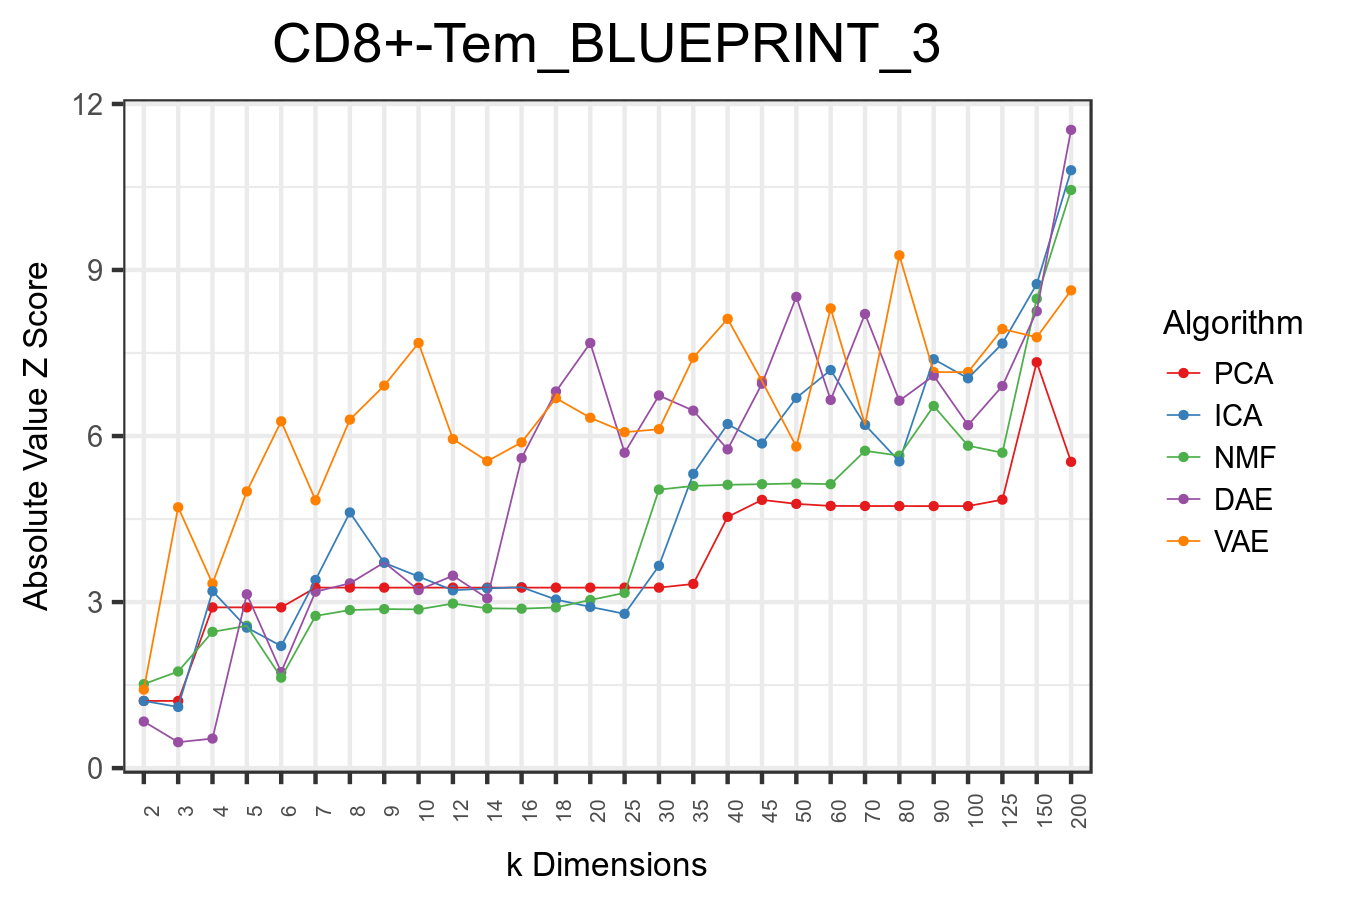 CD8+-Tem_BLUEPRINT_3
12
9
6
3
0
Absolute Value Z Score
2 3 4 5 6 7 8 9 10 12 14 16 18 20 25 30 35 40 45 50 60 70 80 90 100 125 150 200
k Dimensions
Algorithm
PCA
ICA
NMF
DAE
VAE